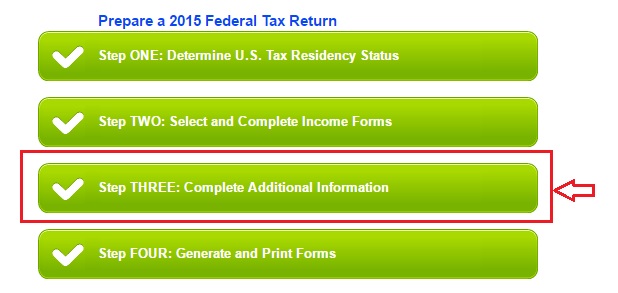 Prepare a 2015 Federal Tax Return
Step ONE: Determine U.S. Tax Residency Status
Step TWO: Select and Complete Income Forms
Step THREE: Complete Additional Information
Step FOUR: Generate and Print Forms